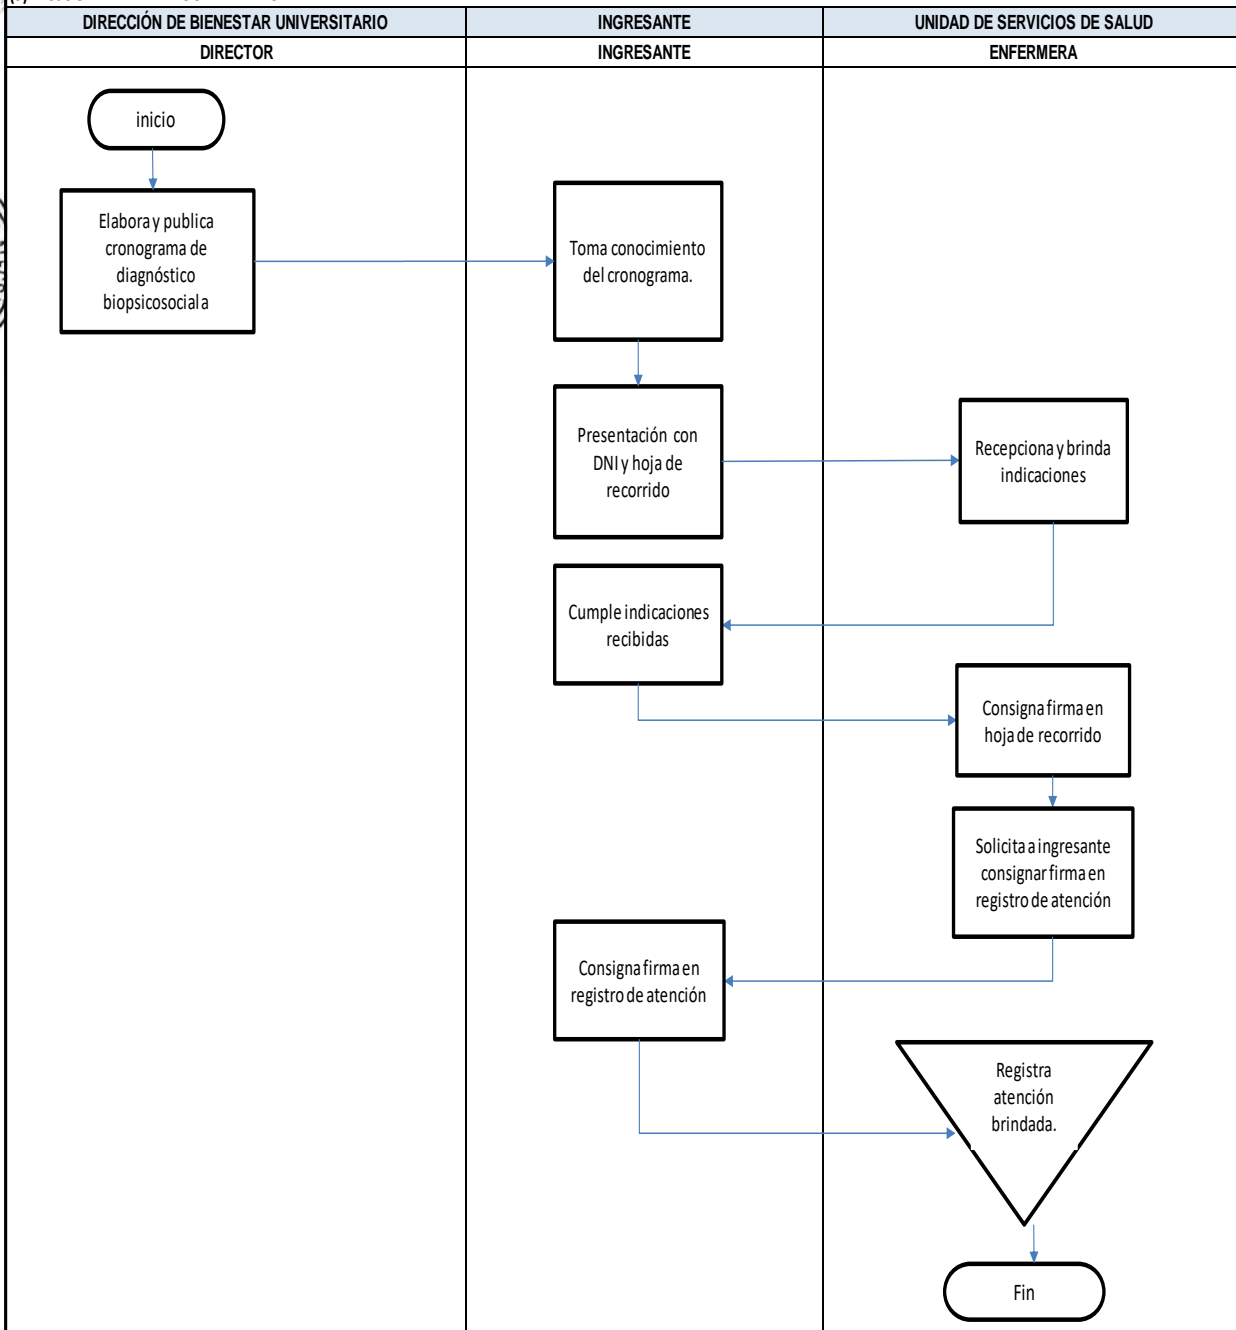 DIRECCIÓN DE BIENESTAR UNIVERSITARIO
INGRESANTE
UNIDAD DE SERVICIOS DE SALUD
DIRECTOR
INGRESANTE
ENFERMERA
inicio
Elabora y publica
cronograma de
diagnóstico
biopsicosocial a
Toma conocimiento
del cronograma.
Presentación con
DNI y hoja de
recorrido
Recepciona y brinda
indicaciones
Cumple indicaciones
recibidas
Consigna firma en
hoja de recorrido
Solicita a ingresante
consignar firma en
registro de atención
Consigna firma en
registro de atención
Registra
atención
brindada.
Fin